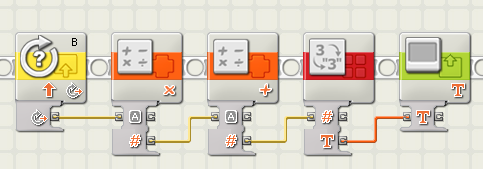 B
?
+ −
× ÷
+ −
× ÷
3
"3"
× + T
A A # T
# # T